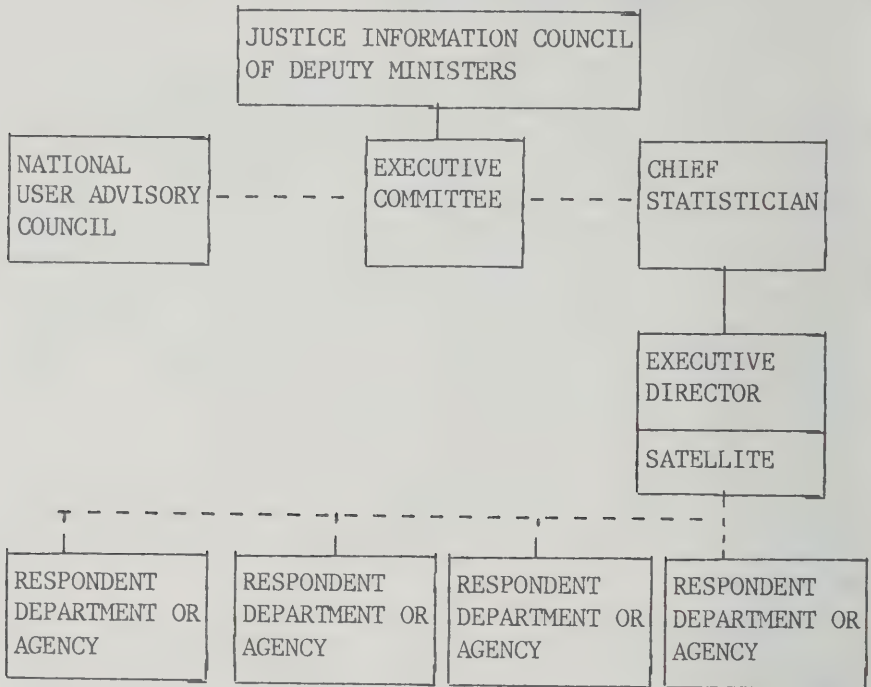 JUSTICE INFORMATION COUNCIL
OF DEPUTY MINISTERS
NATIONAL
USER ADVISORY
COUNCIL
EXECUTIVE
COMMITTEE
CHIEF
STATISTICIAN
EXECUTIVE
DIRECTOR
SATELLITE
RESPONDENT
DEPARTMENT OR
AGENCY
RESPONDENT
DEPARTMENT OR
AGENCY
RESPONDENT
DEPARTMENT OR
AGENCY
RESPONDENT
DEPARTMENT OR
AGENCY